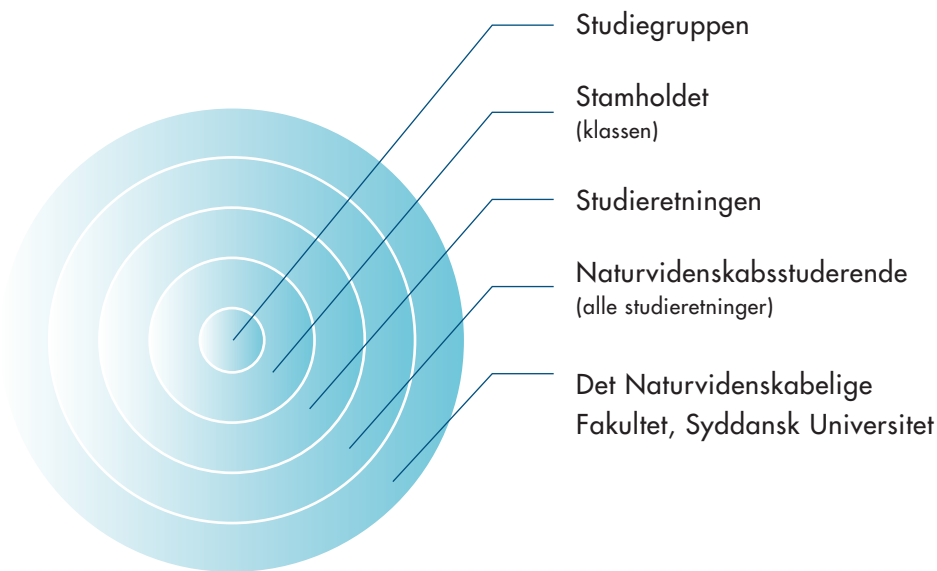 Studiegruppen
Stamholdet
(klassen)
Studieretningen
Naturvidenskabsstuderende
(alle studieretninger)
Det Naturvidenskabelige
Fakultet, Syddansk Universitet